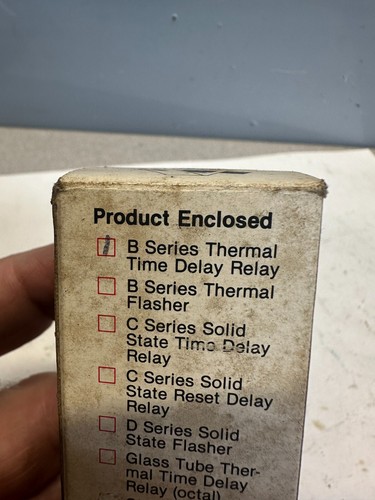 Product Enclosed
B Series Thermal
Time Delay Relay
B Series Thermal
Flasher
C Series Solid
State Time Delay
Relay
C Series Solid
State Reset Delay
Relay
D Series Solid
State Flasher
Glass Tube Ther-
mal Time Delay
Relay (octal)